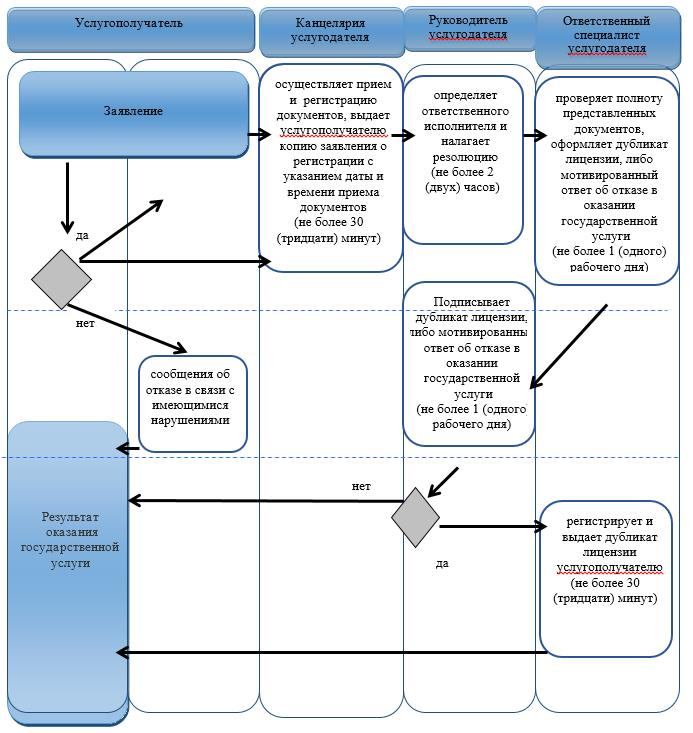 Услугополучатель
Канцелярия
услугодателя
Руководитель
услугодателя
Ответственный
специалист
услугодателя
Заявление
осуществляет прием
и регистрацию
документов, выдает
услугополучателю
копию заявления о
регистрации с
указанием даты и
времени приема
документов
(не более 30
(тридцати) минут)
определяет
ответственного
исполнителя и
налагает
резолюцию
(не более 2
(двух) часов)
проверяет полноту
представленных
документов,
оформляет дубликат
лицензии, либо
мотивированный
ответ об отказе в
оказании
государственной
услуги
(не более 1 (одного)
рабочего дня)
да
нет
сообщения об
отказе в связи с
имеющимися
нарушениями
Подписывает
дубликат лицензии,
либо мотивированны
ответ об отказе в
оказании
государственной
услуги
(не более 1 (одного
рабочего дня)
нет
да
Результат
оказания
государственной
услуги
регистрирует и
выдает дубликат
лицензии
услугополучателю
(не более 30
(тридцати) минут)